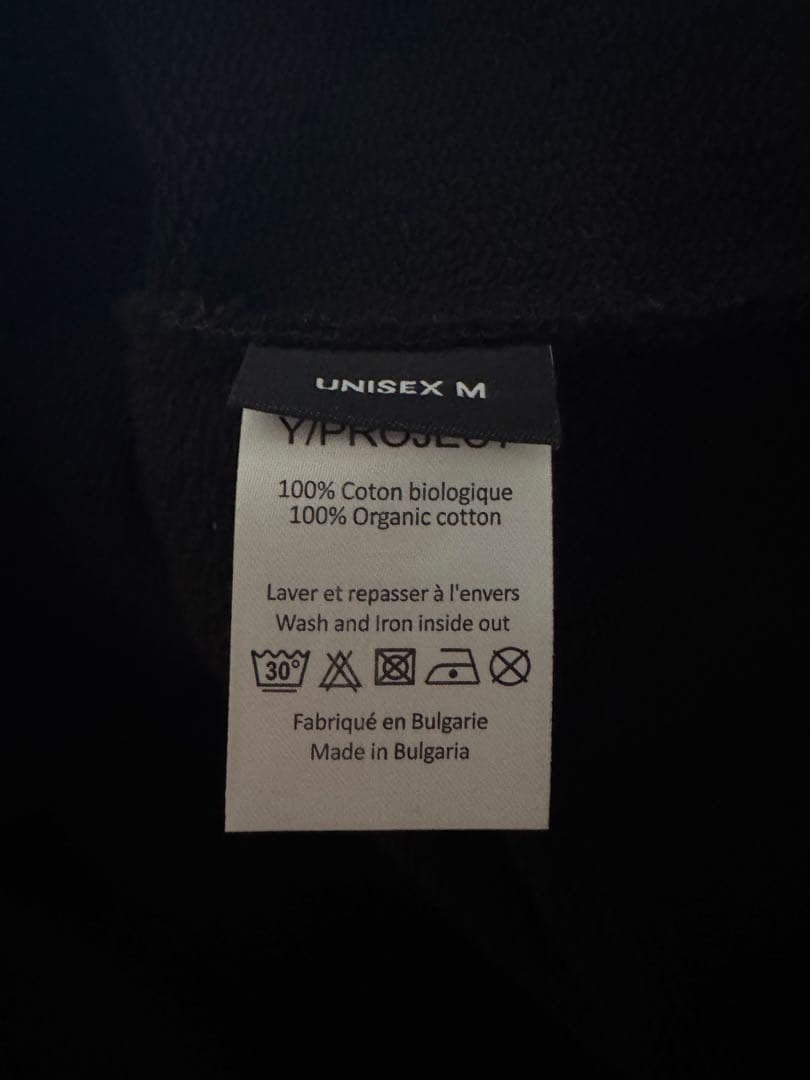 UNISEX M
Y/PROJECT
100% Coton biologique
100% Organic cotton
Laver et repasser à l'envers
Wash and Iron inside out
30°
Fabriqué en Bulgarie
Made in Bulgaria